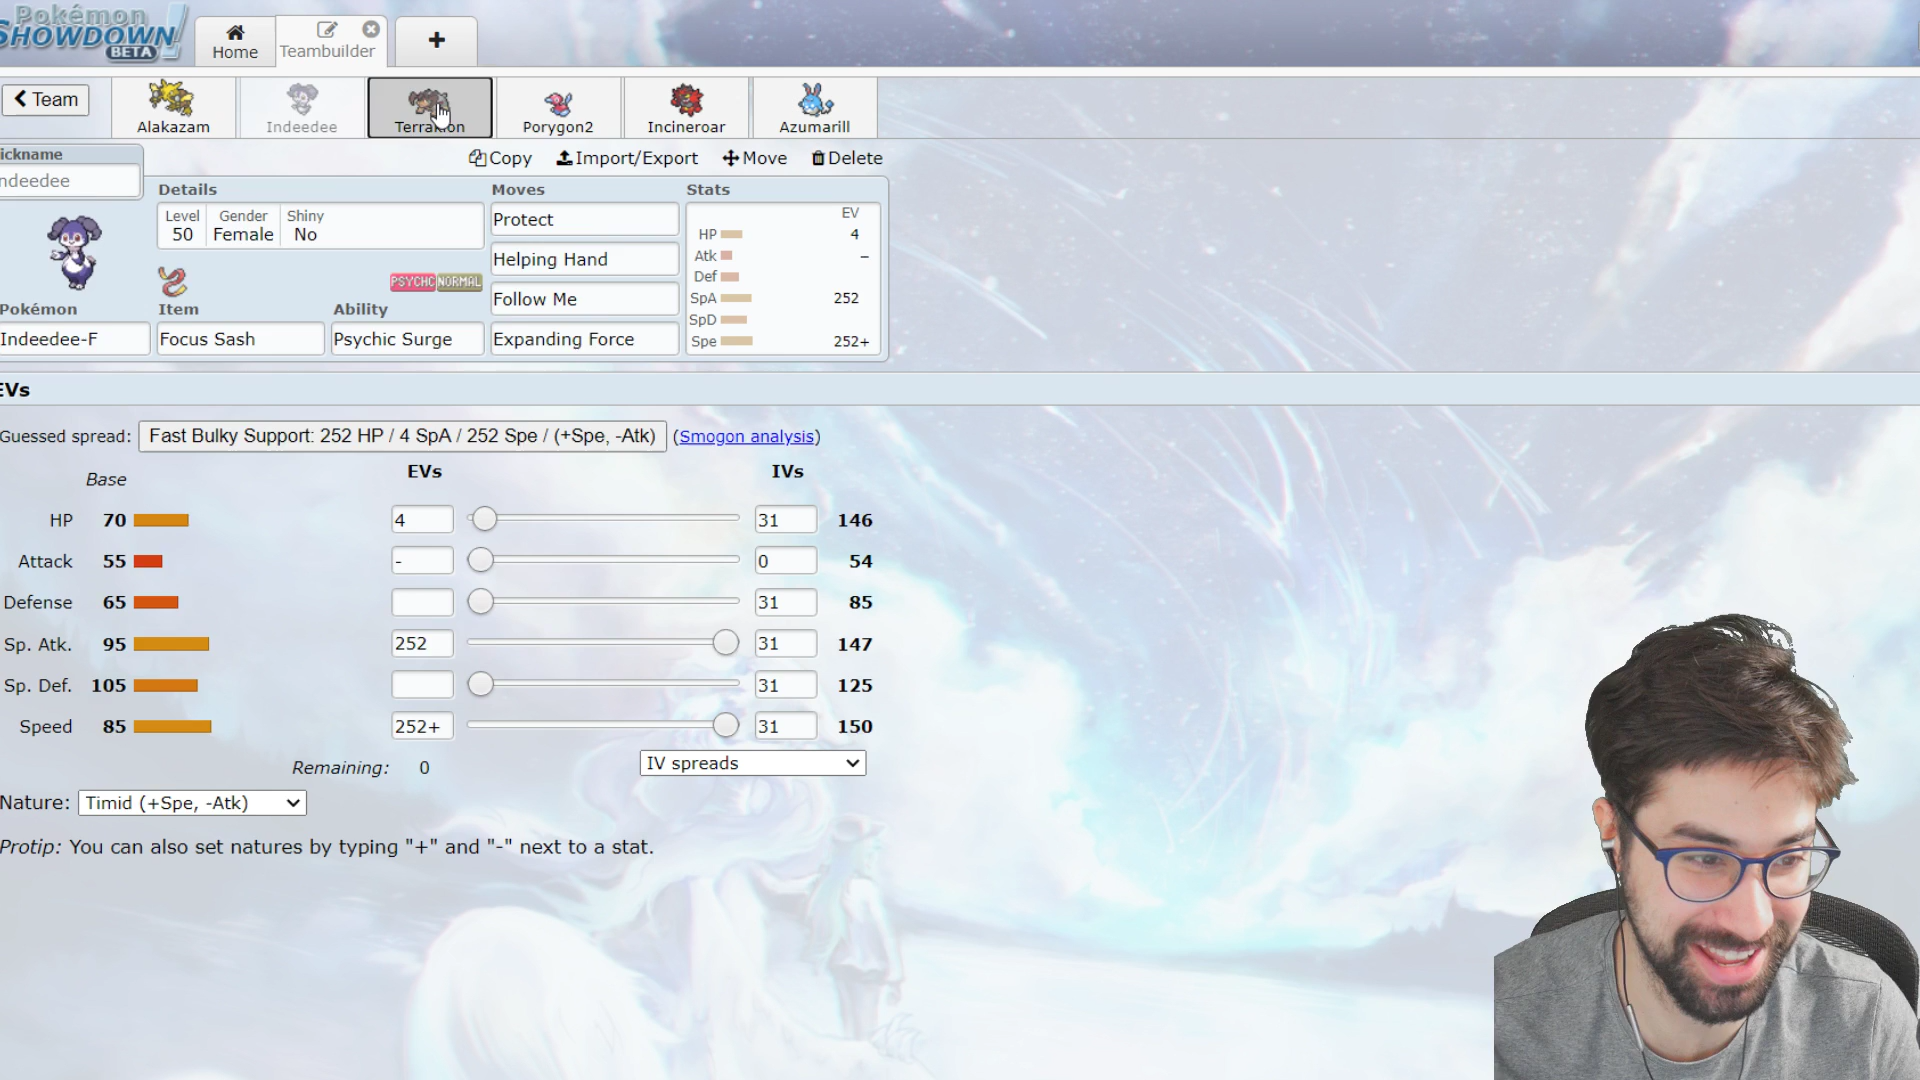 Pokémon
SHOWDOWN
BETA
Home
Teambuilder
+
Team
Alakazam
Indeedee
Terrakion
Porygon2
Incineroar
Azumarill
ickname
ndeedee
Copy
Import/Export
Move
Delete
Details
Level
50
Gender
Female
Shiny
No
PSYCHC NORMAL
Pokémon
Indeedee-F
Item
Focus Sash
Ability
Psychic Surge
Moves
Protect
Helping Hand
Follow Me
Expanding Force
Stats
EV
HP 4
Atk –
Def
SpA 252
SpD
Spe 252+
EVs
Guessed spread: Fast Bulky Support: 252 HP / 4 SpA / 252 Spe / (+Spe, -Atk) (Smogon analysis)
Base EVs IVs
HP 70 4 31 146
Attack 55 - 0 54
Defense 65 31 85
Sp. Atk. 95 252 31 147
Sp. Def. 105 31 125
Speed 85 252+ 31 150
Remaining: 0
IV spreads
Nature: Timid (+Spe, -Atk)
Protip: You can also set natures by typing "+" and "-" next to a stat.